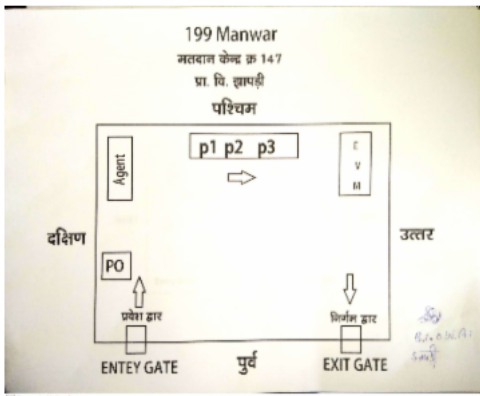 199 Manwar
मतदान केन्द्र क्र 147
प्रा. वि. झापड़ी
पश्चिम
Agent
p1 p2 p3
E
V
M
दक्षिण
उत्तर
PO
प्रवेश द्वार
निर्गम द्वार
ENTEY GATE
पुर्व
EXIT GATE